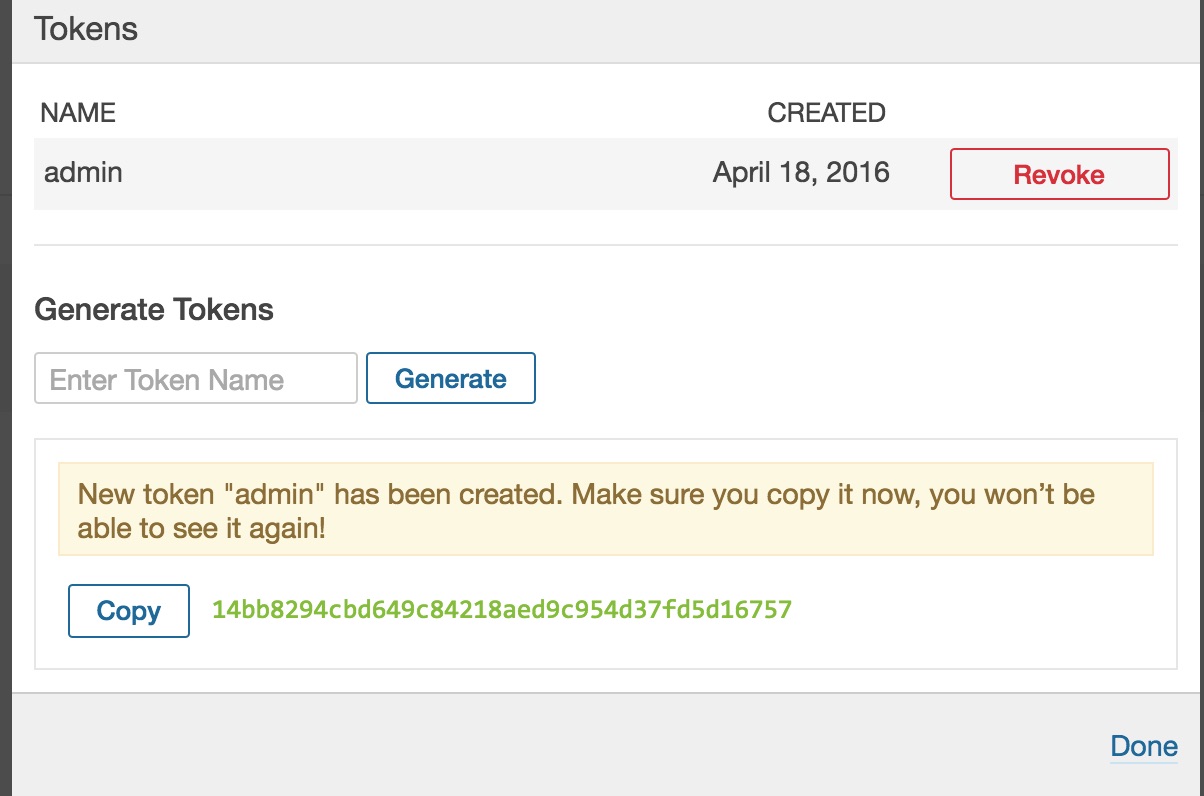 Tokens
NAME CREATED
admin April 18, 2016 Revoke
Generate Tokens
Enter Token Name Generate
New token "admin" has been created. Make sure you copy it now, you won’t be
able to see it again!
Copy 14bb8294cbd649c84218aed9c954d37fd5d16757
Done